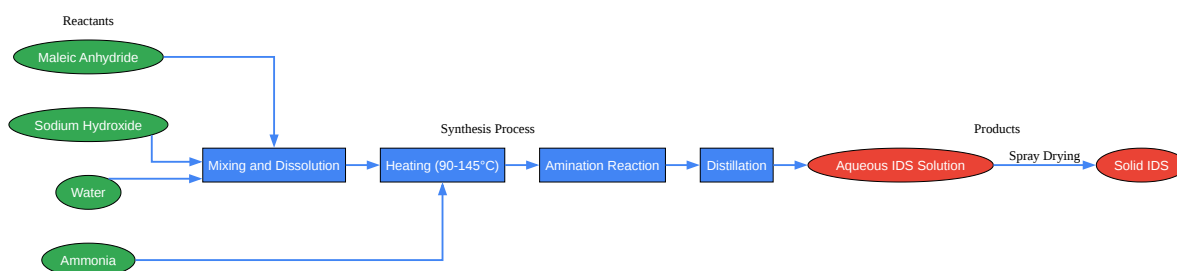 Reactants
Maleic Anhydride
Sodium Hydroxide
Water
Ammonia
Synthesis Process
Mixing and Dissolution
Heating (90-145°C)
Amination Reaction
Distillation
Products
Aqueous IDS Solution
Spray Drying
Solid IDS